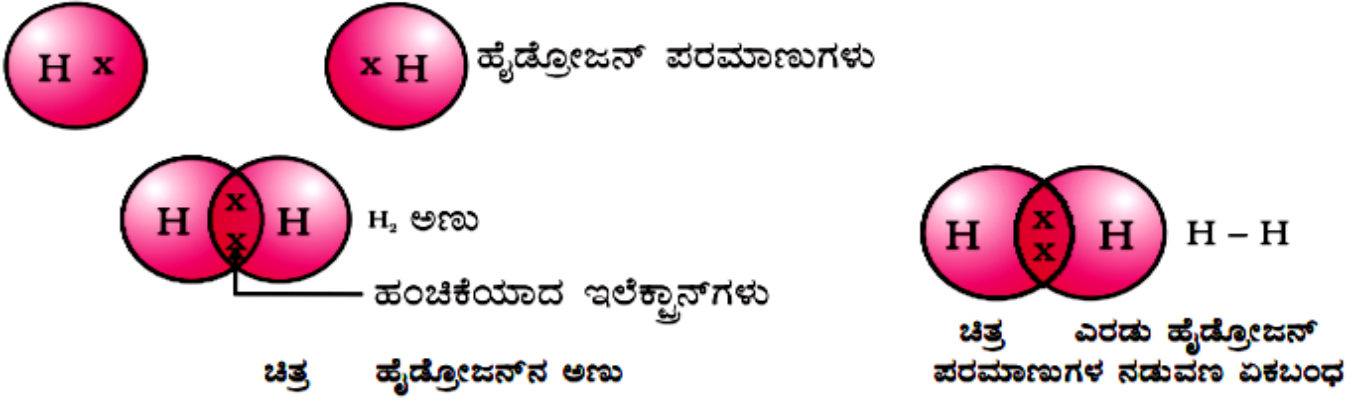 H x x H ಹೈಡ್ರೋಜನ್ ಪರಮಾಣುಗಳು
H x x H H₂ ಅಣು
ಹಂಚಿಕೆಯಾದ ಇಲೆಕ್ಟ್ರಾನ್‌ಗಳು
ಚಿತ್ರ ಹೈಡ್ರೋಜನ್‌ನ ಅಣು
H x x H H – H
ಚಿತ್ರ ಎರಡು ಹೈಡ್ರೋಜನ್
ಪರಮಾಣುಗಳ ನಡುವಣ ಏಕಬಂಧ